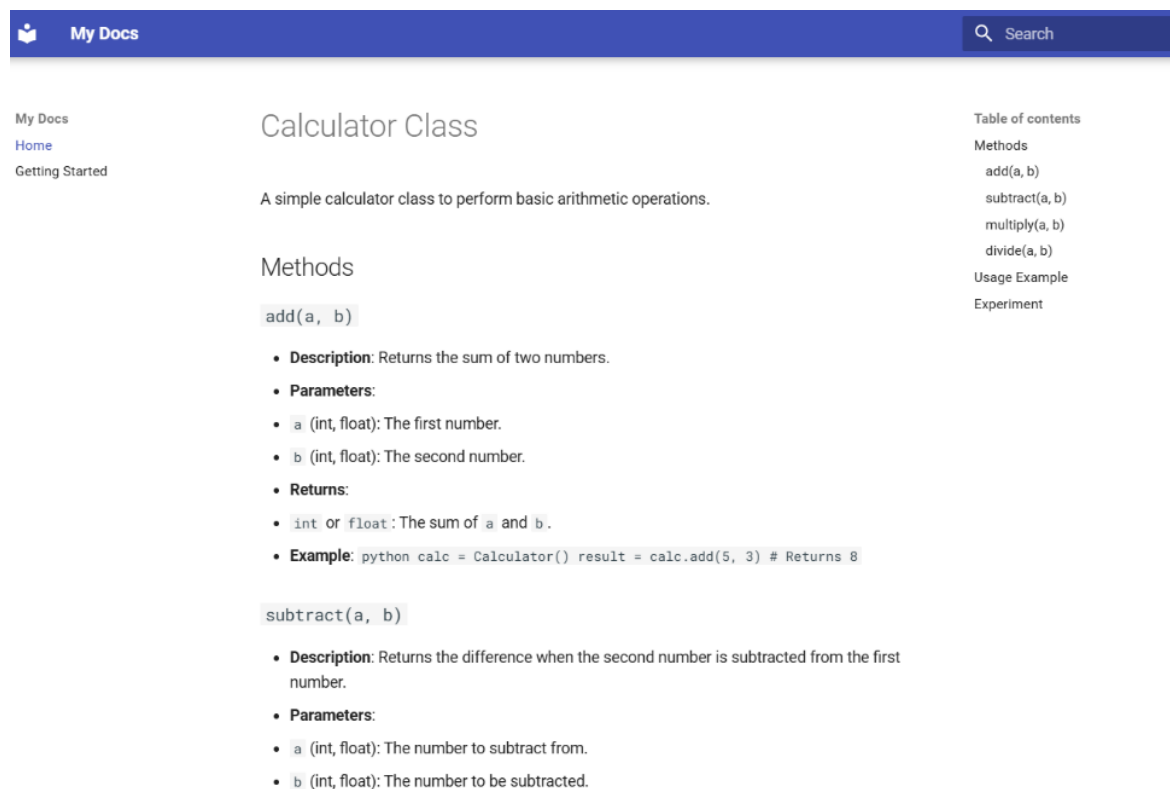 My Docs
Search
My Docs
Home
Getting Started
Calculator Class
A simple calculator class to perform basic arithmetic operations.
Methods
add(a, b)
Description: Returns the sum of two numbers.
Parameters:
a (int, float): The first number.
b (int, float): The second number.
Returns:
int or float: The sum of a and b.
Example: python calc = Calculator() result = calc.add(5, 3) # Returns 8
subtract(a, b)
Description: Returns the difference when the second number is subtracted from the first
number.
Parameters:
a (int, float): The number to subtract from.
b (int, float): The number to be subtracted.
Table of contents
Methods
add(a, b)
subtract(a, b)
multiply(a, b)
divide(a, b)
Usage Example
Experiment